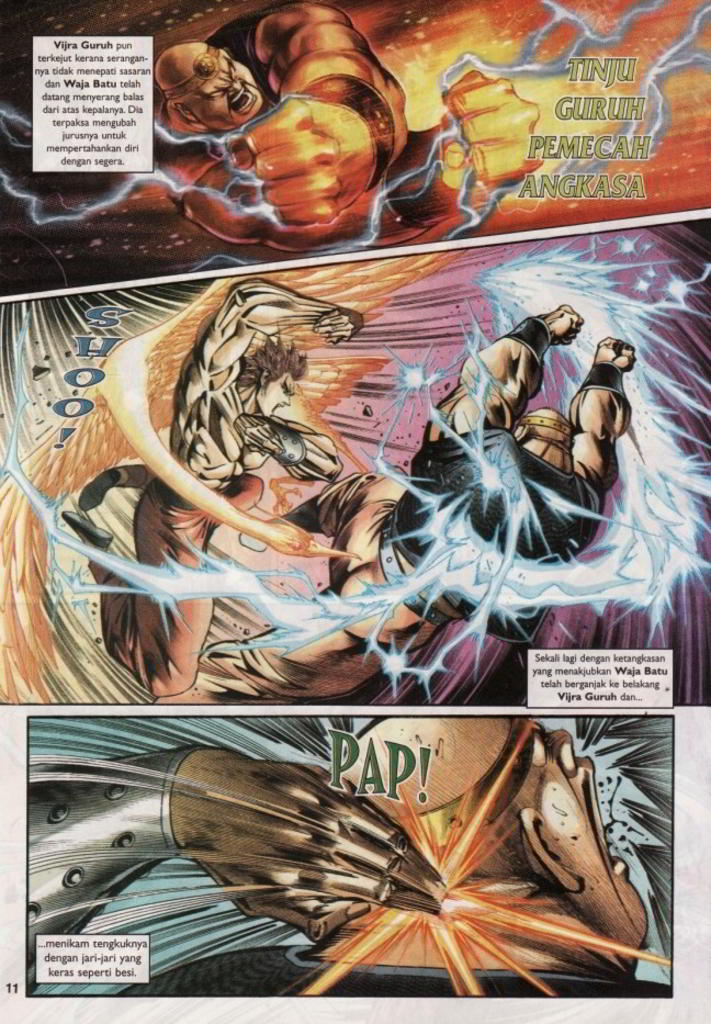 Vijra Guruh pun
terkejut kerana serangan-
nya tidak menepati sasaran
dan Waja Batu telah
datang menyerang balas
dari atas kepalanya. Dia
terpaksa mengubah
jurusnya untuk
mempertahankan diri
dengan segera.
TINJU
GURUH
PEMECAH
ANGKASA
SHOO!
Sekali lagi dengan ketangkasan
yang menakjubkan Waja Batu
telah berganjak ke belakang
Vijra Guruh dan...
PAP!
...menikam tengkuknya
dengan jari-jari yang
keras seperti besi.
11